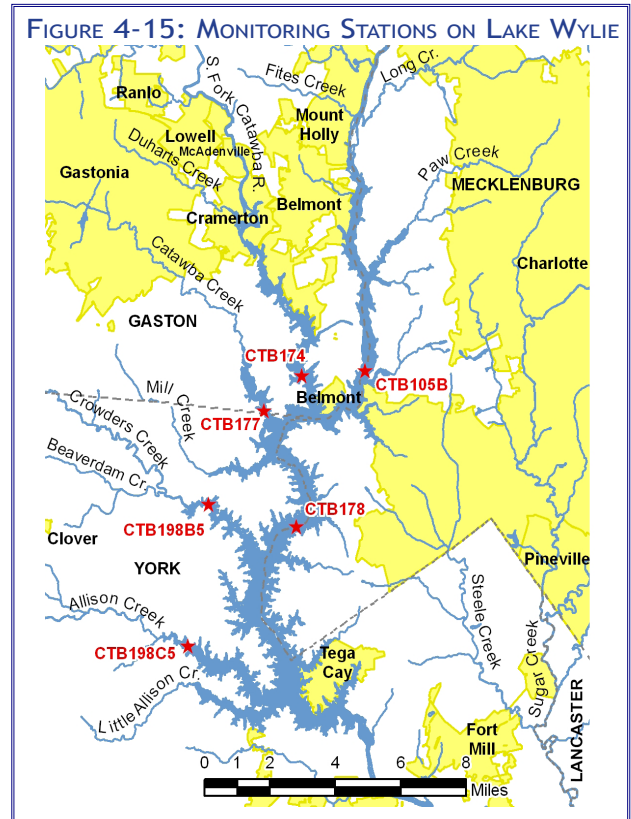 FIGURE 4-15: MONITORING STATIONS ON LAKE WYLIE
Ranlo
S. Fork Catawba R.
Fites Creek
Long Cr.
Mount
Holly
Lowell
McAdenville
Duharts Creek
Paw Creek
Gastonia
MECKLENBURG
Belmont
Cramerton
Catawba Creek
Charlotte
GASTON
CTB174
CTB105B
Mill Creek
Belmont
Crowders Creek
CTB177
Beaverdam Cr.
CTB178
CTB198B5
Clover
Pineville
YORK
Steele Creek
Allison Creek
Sugar Creek
CTB198C5
Tega
Cay
Little Allison Cr.
LANCASTER
Fort
Mill
0 1 2 4 6 8
Miles